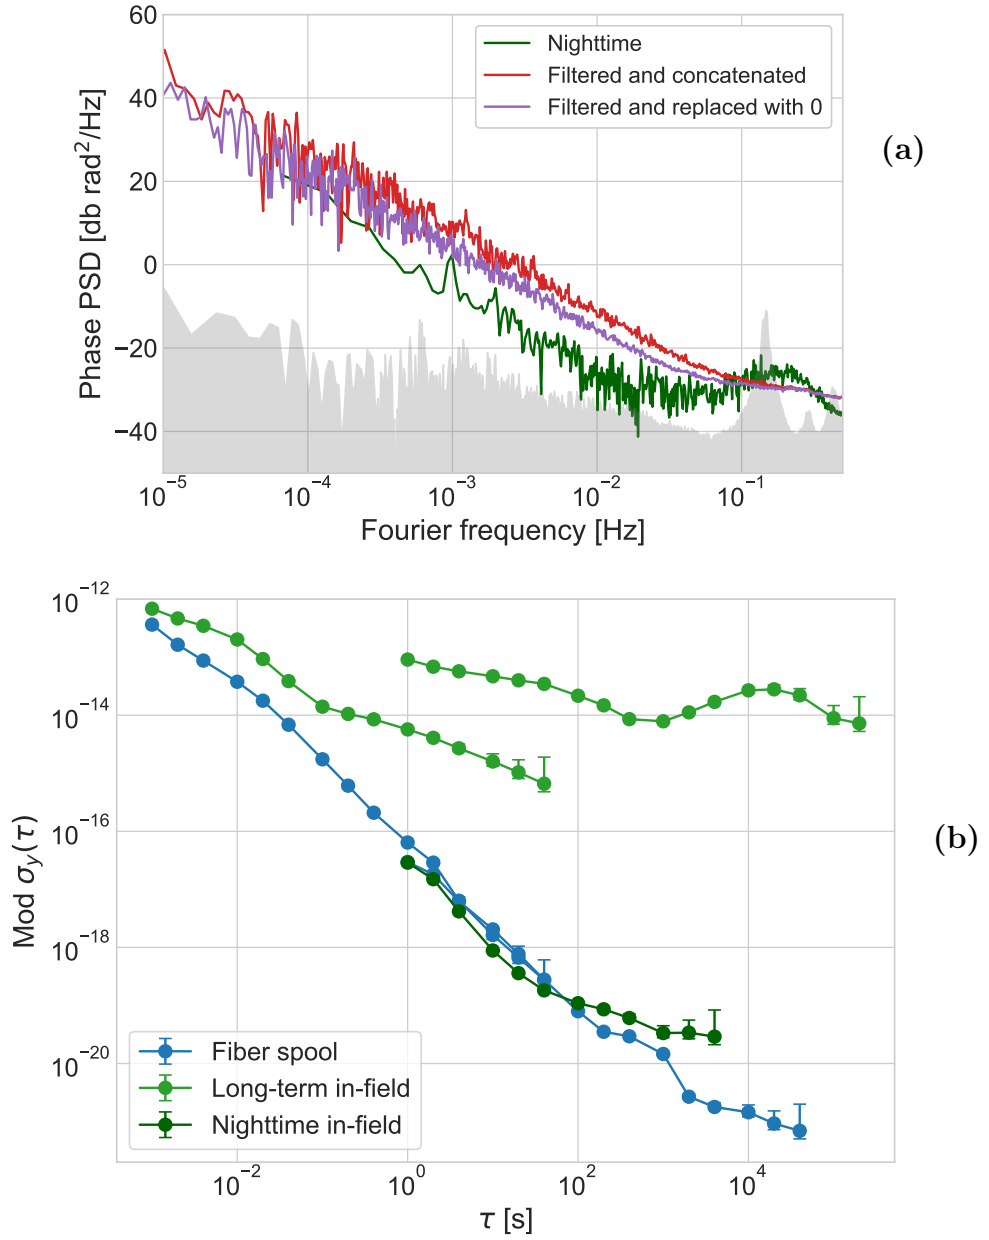 60
40
20
0
−20
−40
Phase PSD [db rad²/Hz]
Nighttime
Filtered and concatenated
Filtered and replaced with 0
(a)
10⁻⁵ 10⁻⁴ 10⁻³ 10⁻² 10⁻¹
Fourier frequency [Hz]
10⁻¹²
10⁻¹⁴
10⁻¹⁶
10⁻¹⁸
10⁻²⁰
Mod σy(τ)
(b)
Fiber spool
Long-term in-field
Nighttime in-field
10⁻² 10⁰ 10² 10⁴
τ [s]